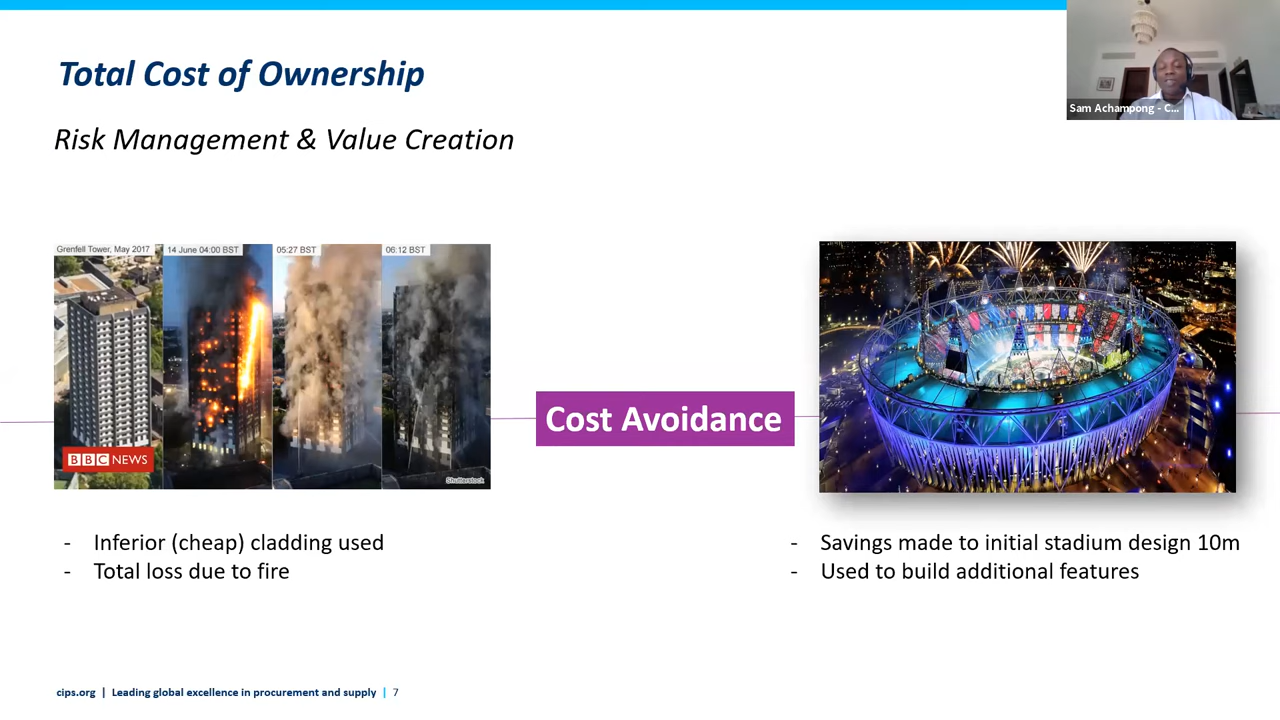 Total Cost of Ownership
Sam Achampong - C...
Risk Management & Value Creation
Grenfell Tower, May 2017
14 June 04:00 BST
05:27 BST
06:12 BST
BBC NEWS
Shutterstock
Cost Avoidance
- Inferior (cheap) cladding used
- Total loss due to fire
- Savings made to initial stadium design 10m
- Used to build additional features
cips.org | Leading global excellence in procurement and supply | 7